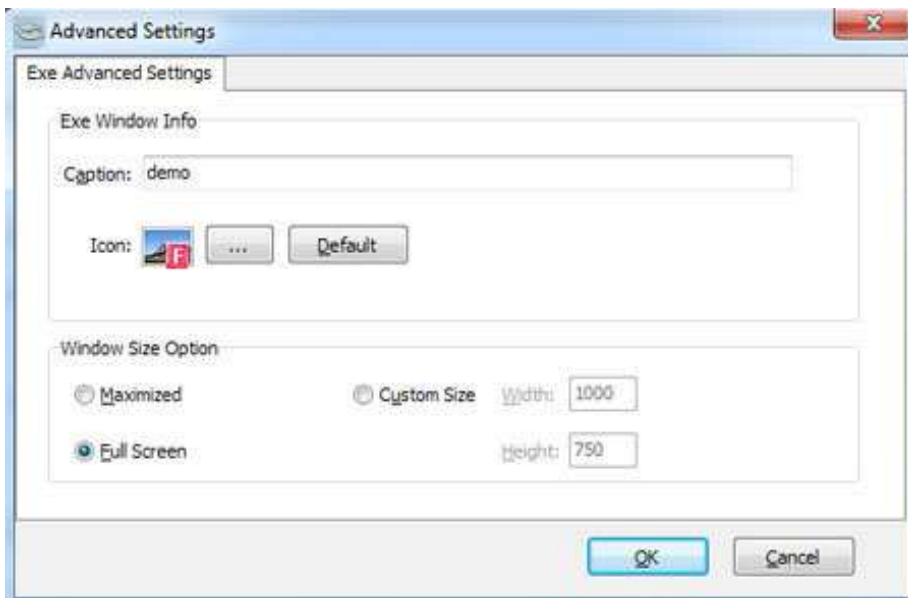 Advanced Settings
Exe Advanced Settings
Exe Window Info
Caption: demo
Icon: F ... Default
Window Size Option
Maximized Custom Size Width: 1000
Full Screen Height: 750
OK Cancel